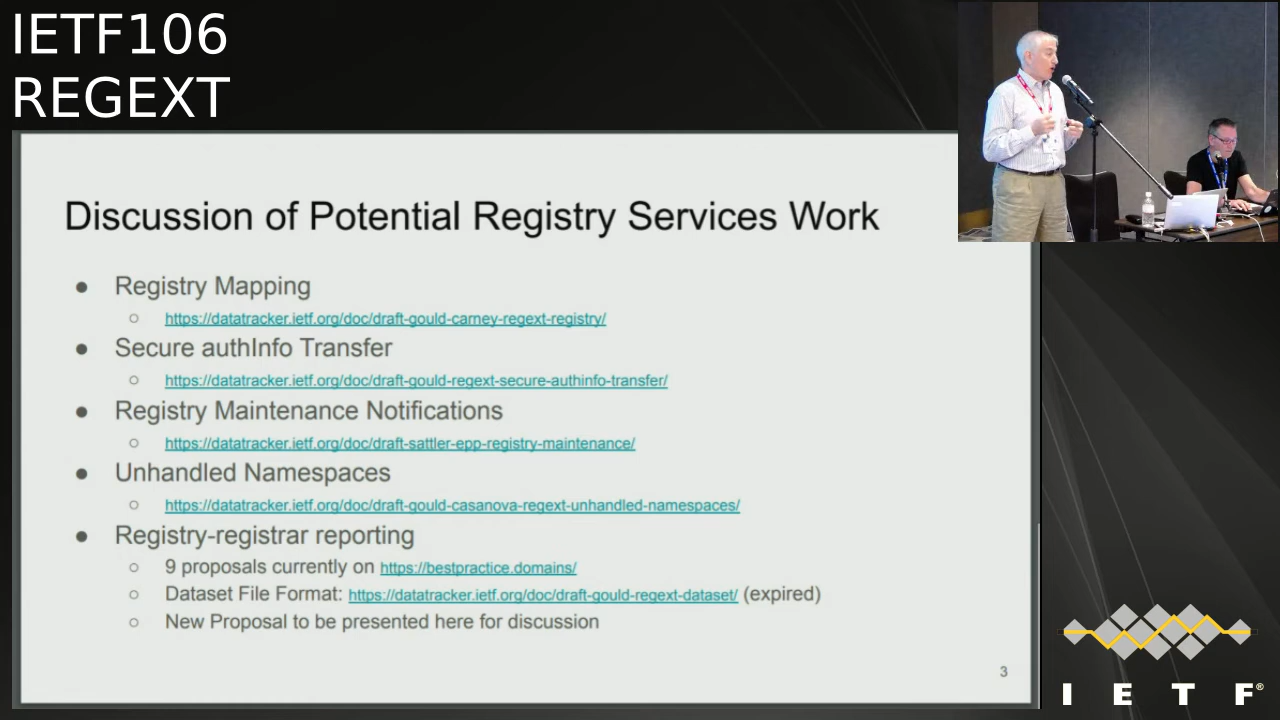 IETF106
REGEXT
Discussion of Potential Registry Services Work
● Registry Mapping
○ https://datatracker.ietf.org/doc/draft-gould-carney-regext-registry/
● Secure authInfo Transfer
○ https://datatracker.ietf.org/doc/draft-gould-regext-secure-authinfo-transfer/
● Registry Maintenance Notifications
○ https://datatracker.ietf.org/doc/draft-sattler-epp-registry-maintenance/
● Unhandled Namespaces
○ https://datatracker.ietf.org/doc/draft-gould-casanova-regext-unhandled-namespaces/
● Registry-registrar reporting
○ 9 proposals currently on https://bestpractice.domains/
○ Dataset File Format: https://datatracker.ietf.org/doc/draft-gould-regext-dataset/ (expired)
○ New Proposal to be presented here for discussion
3
I E T F®